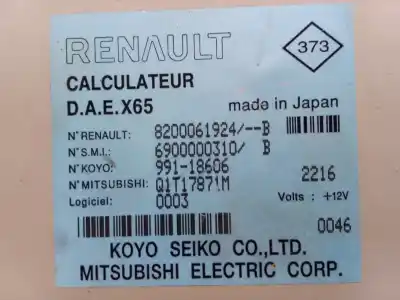 RENAULT
373
CALCULATEUR
D.A.E.X65
made in Japan
N°RENAULT: 8200061924/--B
N°S.M.I.: 6900000310/ B
N°KOYO: 991-18606
2216
N°MITSUBISHI: Q1T17871M
Logiciel: 0003
Volts : +12V
0046
KOYO SEIKO CO.,LTD.
MITSUBISHI ELECTRIC CORP.